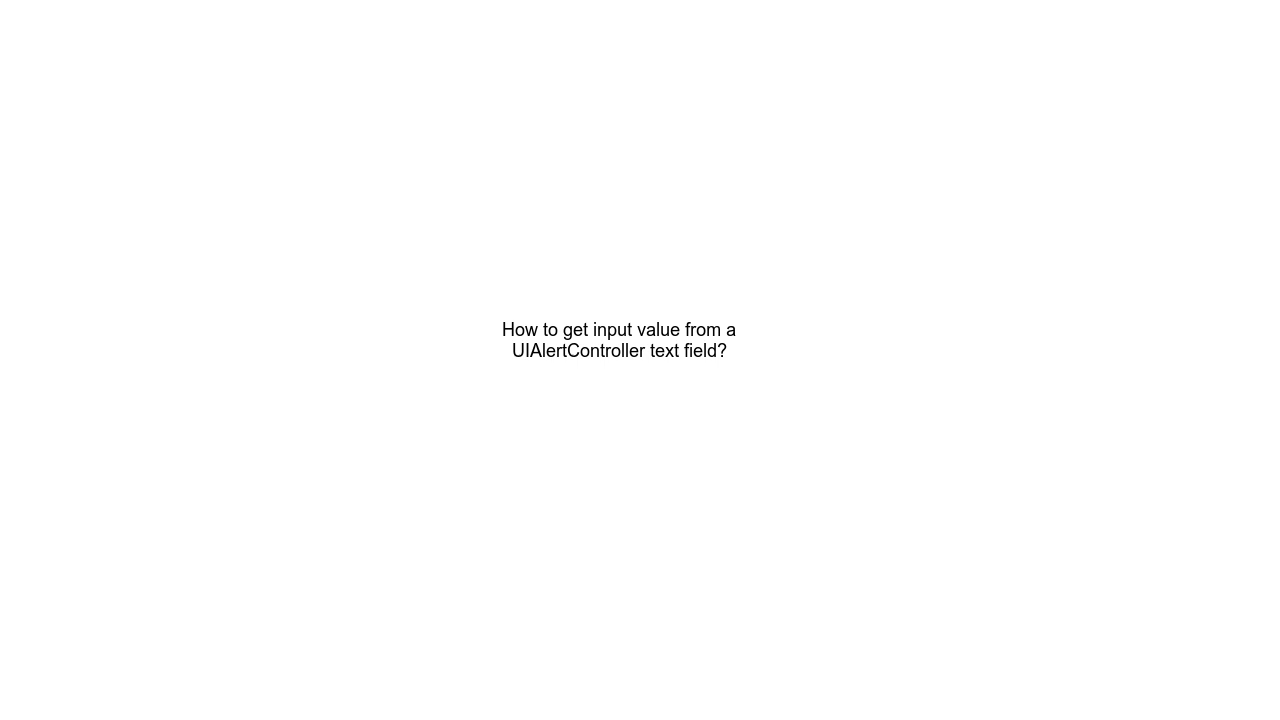 How to get input value from a
UIAlertController text field?